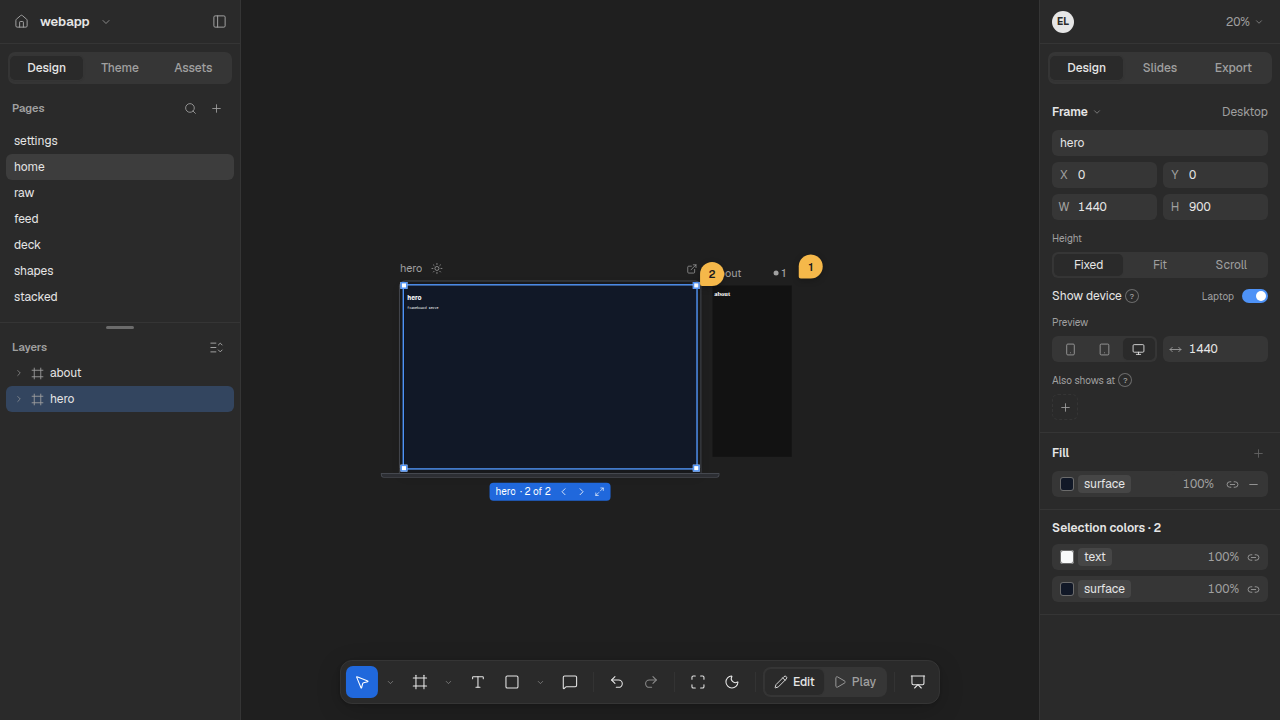 webapp
Design
Theme
Assets
Pages
settings
home
raw
feed
deck
shapes
stacked
Layers
about
hero
hero
2
out
1
1
hero
about
hero · 2 of 2
Edit
Play
EL
20%
Design
Slides
Export
Frame
Desktop
hero
X 0
Y 0
W 1440
H 900
Height
Fixed
Fit
Scroll
Show device ?
Laptop
Preview
1440
Also shows at ?
Fill
surface
100%
Selection colors · 2
text
100%
surface
100%